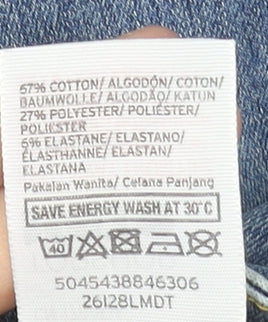 67% COTTON/ ALGODÓN/ COTON/
BAUMWOLLE/ ALGODÃO/ KATUN
27% POLYESTER/ POLIÉSTER/
POLIESTER
6% ELASTANE/ ELASTANO/
ÉLASTHANNE/ ELASTAN/
ELASTANA
Pakaian Wanita/ Celana Panjang
SAVE ENERGY WASH AT 30°C
40
5045438846306
26I28LMDT